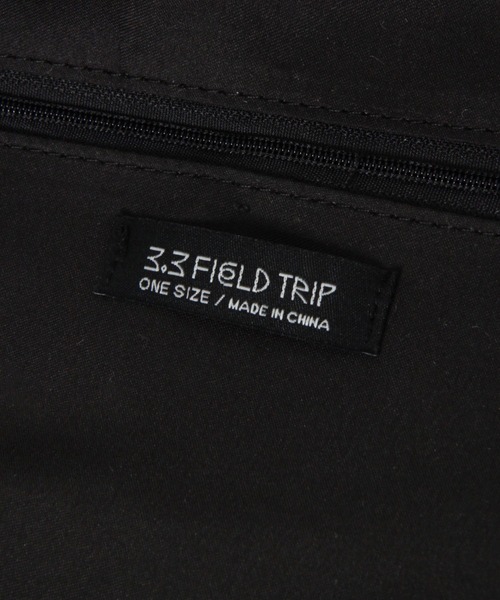 3.3 FIELD TRIP
ONE SIZE / MADE IN CHINA